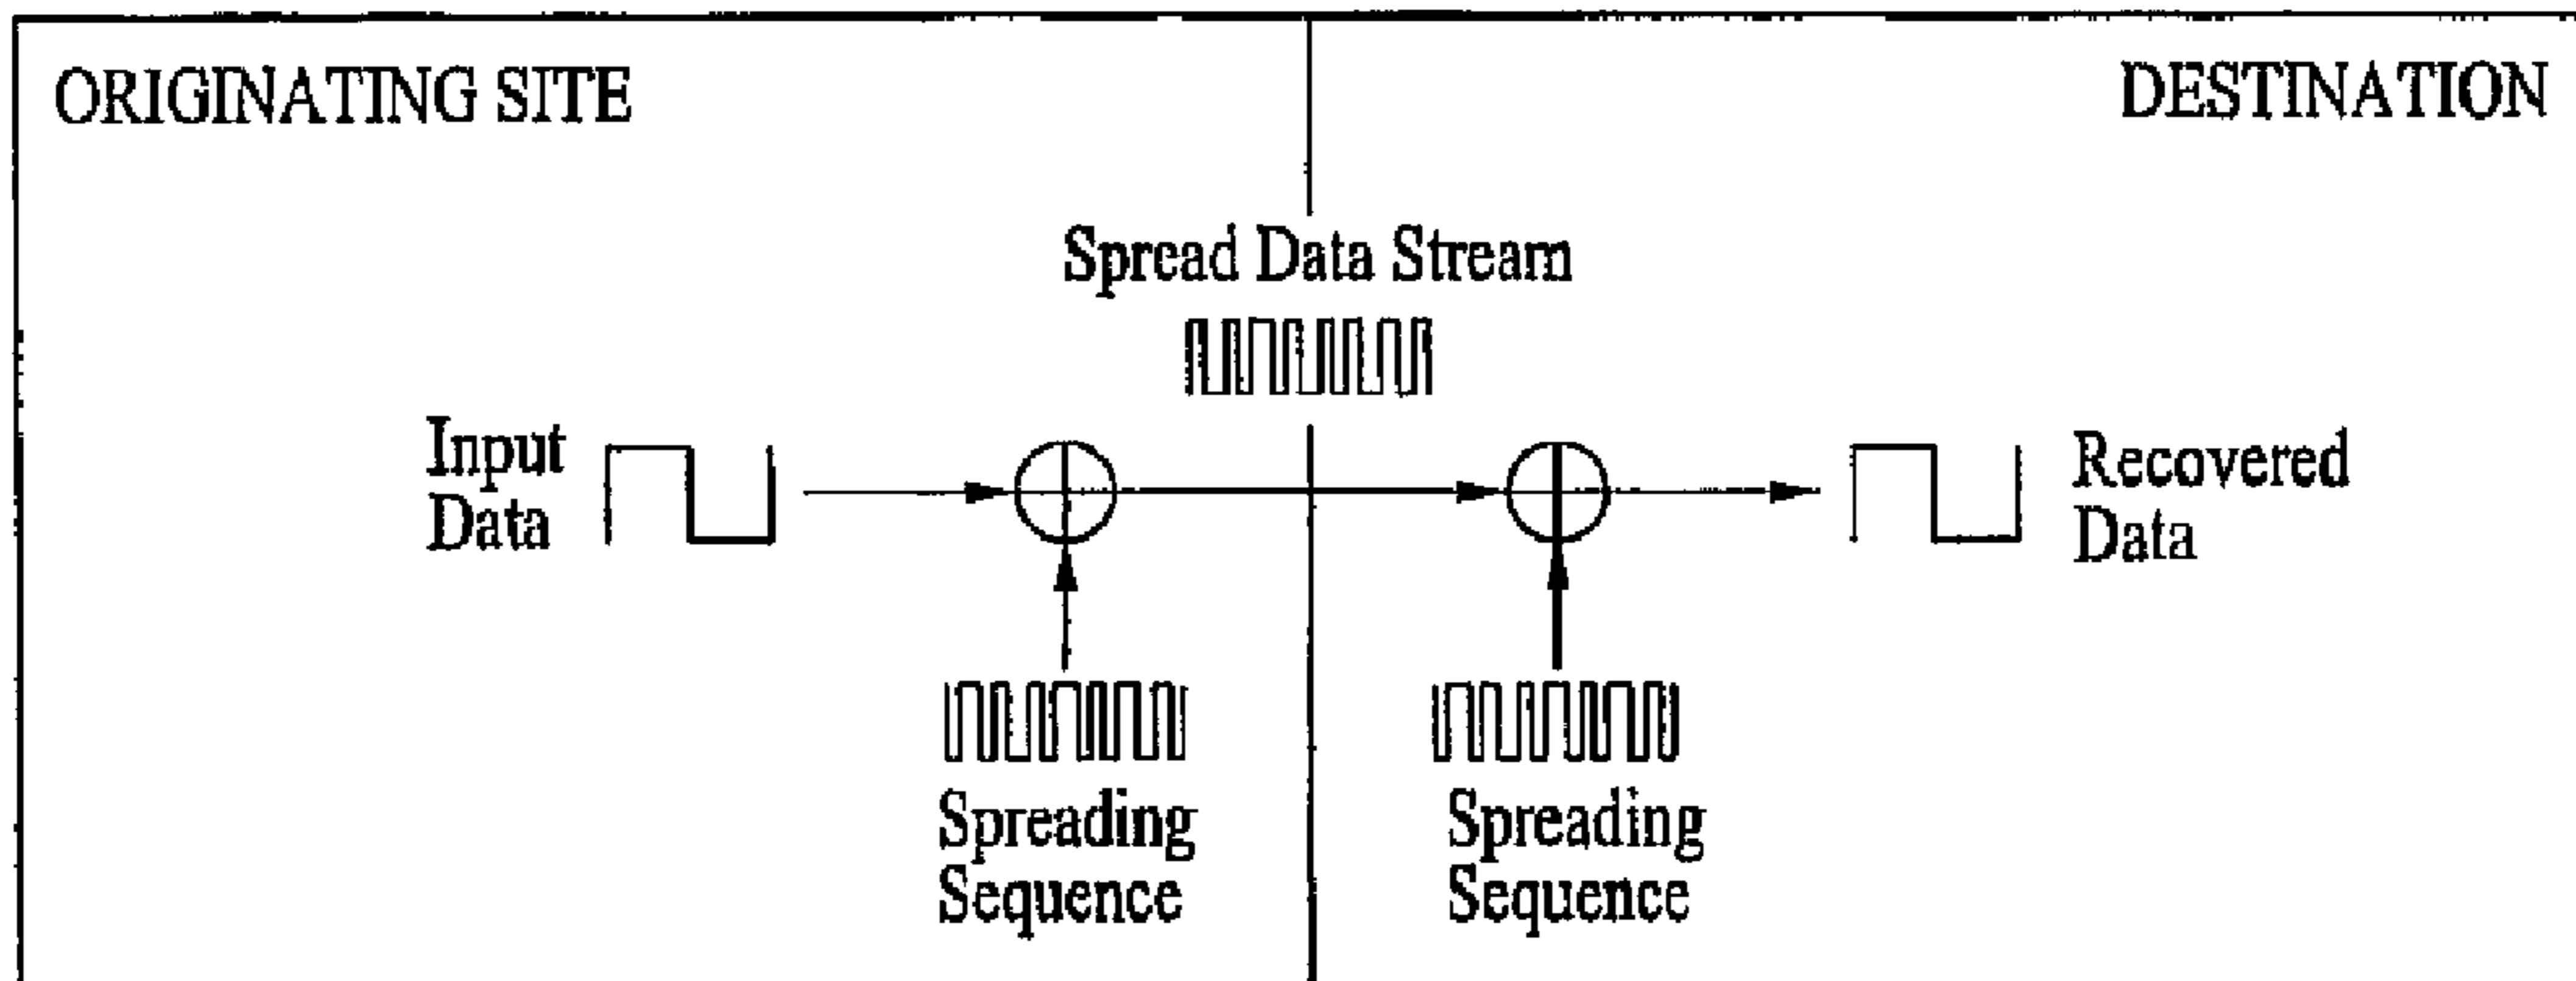 ORIGINATING SITE
DESTINATION
Spread Data Stream
Input
Data
Recovered
Data
Spreading
Sequence
Spreading
Sequence